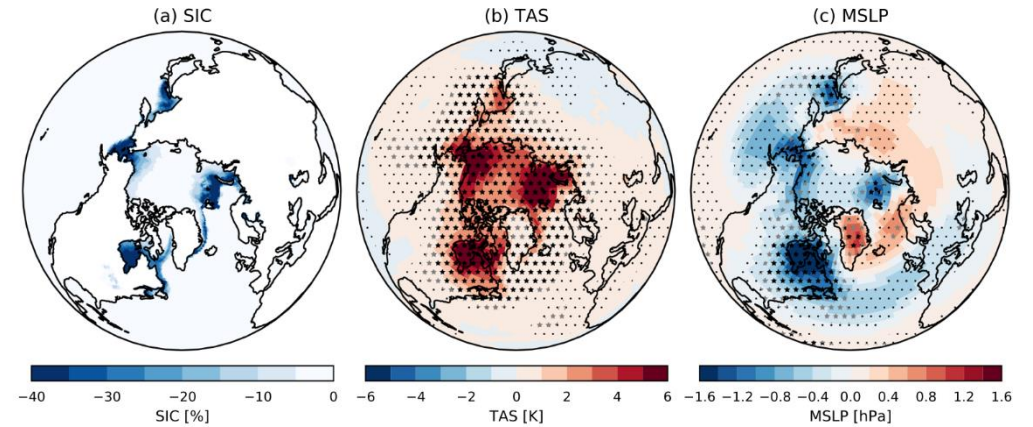 (a) SIC
(b) TAS
(c) MSLP
−40 −30 −20 −10 0
SIC [%]
−6 −4 −2 0 2 4 6
TAS [K]
−1.6 −1.2 −0.8 −0.4 0.0 0.4 0.8 1.2 1.6
MSLP [hPa]